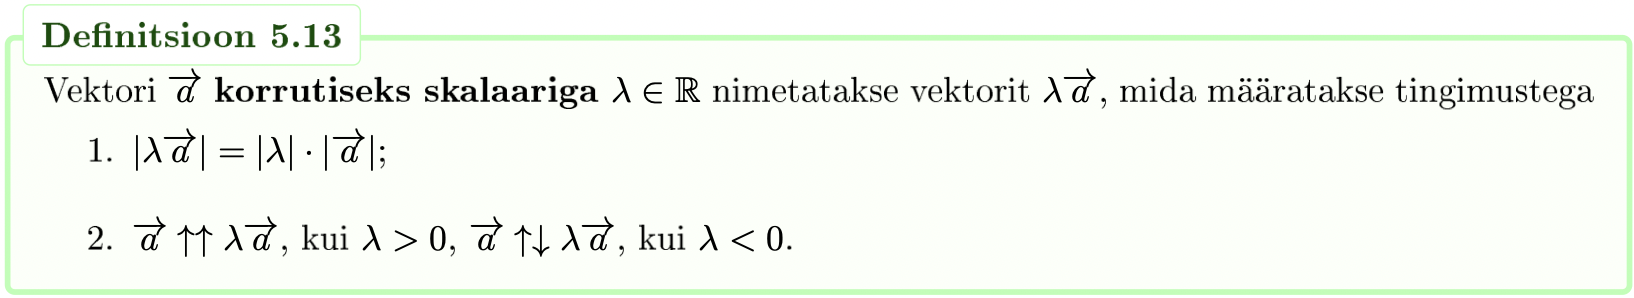 Definitsioon 5.13
Vektori $\overrightarrow{a}$ korrutiseks skalaariga $\lambda \in \mathbb{R}$ nimetatakse vektorit $\lambda\overrightarrow{a}$, mida määratakse tingimustega
1. $|\lambda\overrightarrow{a}| = |\lambda| \cdot |\overrightarrow{a}|$;
2. $\overrightarrow{a} \uparrow\uparrow \lambda\overrightarrow{a}$, kui $\lambda > 0$, $\overrightarrow{a} \uparrow\downarrow \lambda\overrightarrow{a}$, kui $\lambda < 0$.